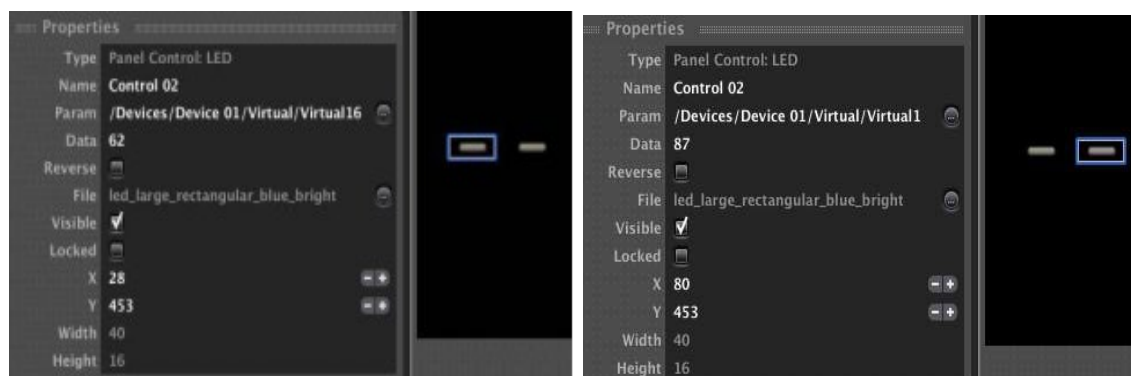 Properties
Type Panel Control: LED
Name Control 02
Param /Devices/Device 01/Virtual/Virtual16
Data 62
Reverse
File led_large_rectangular_blue_bright
Visible
Locked
X 28
Y 453
Width 40
Height 16
Properties
Type Panel Control: LED
Name Control 02
Param /Devices/Device 01/Virtual/Virtual1
Data 87
Reverse
File led_large_rectangular_blue_bright
Visible
Locked
X 80
Y 453
Width 40
Height 16